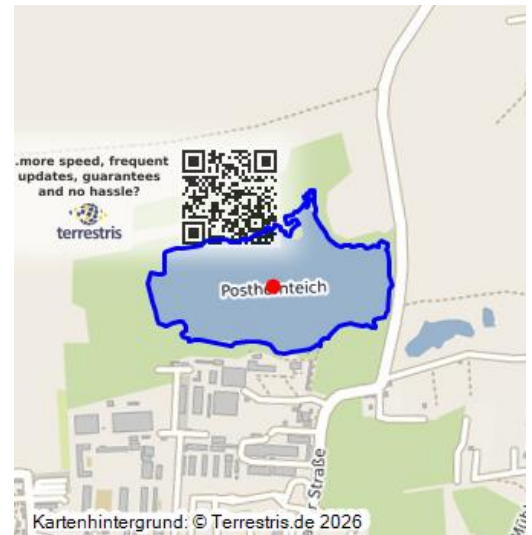 .more speed, frequent
updates, guarantees
and no hassle?
terrestris
Straße
Kartenhintergrund: © Terrestris.de 2026